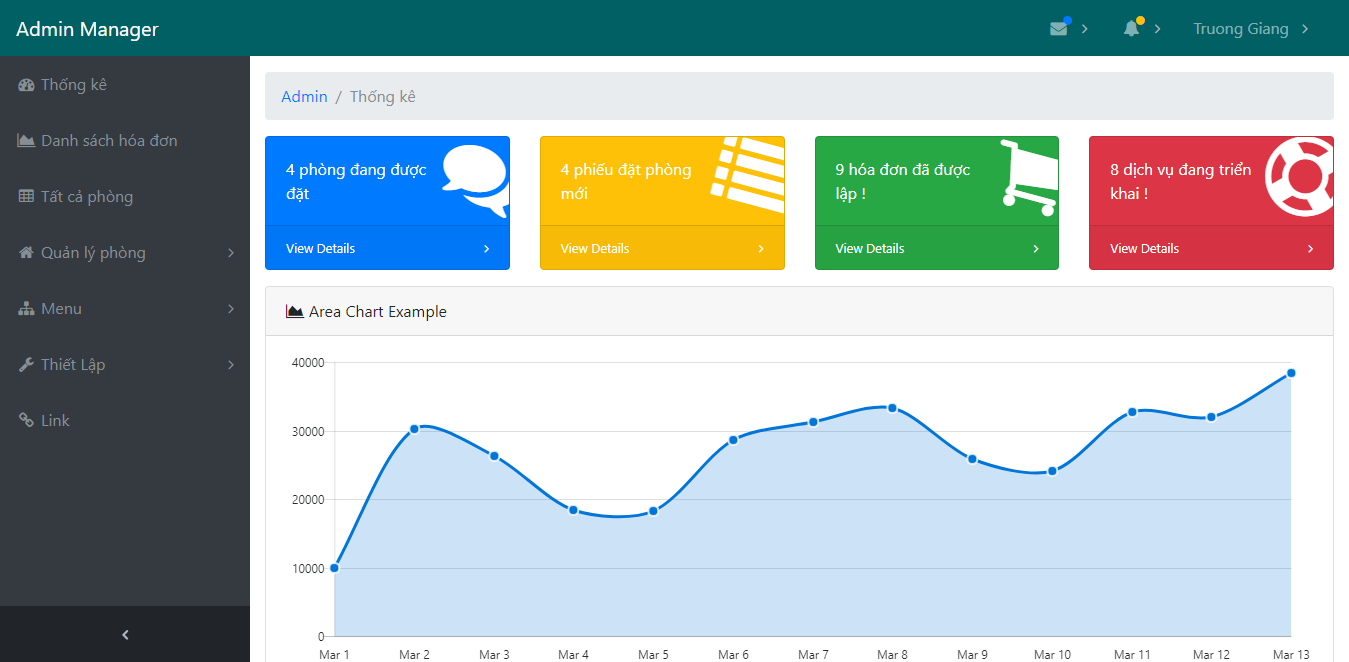 Admin Manager
Truong Giang
Thống kê
Danh sách hóa đơn
Tất cả phòng
Quản lý phòng
Menu
Thiết Lập
Link
Admin / Thống kê
4 phòng đang được
đặt
View Details
4 phiếu đặt phòng
mới
View Details
9 hóa đơn đã được
lập !
View Details
8 dịch vụ đang triển
khai !
View Details
Area Chart Example
40000
30000
20000
10000
0
Mar 1 Mar 2 Mar 3 Mar 4 Mar 5 Mar 6 Mar 7 Mar 8 Mar 9 Mar 10 Mar 11 Mar 12 Mar 13